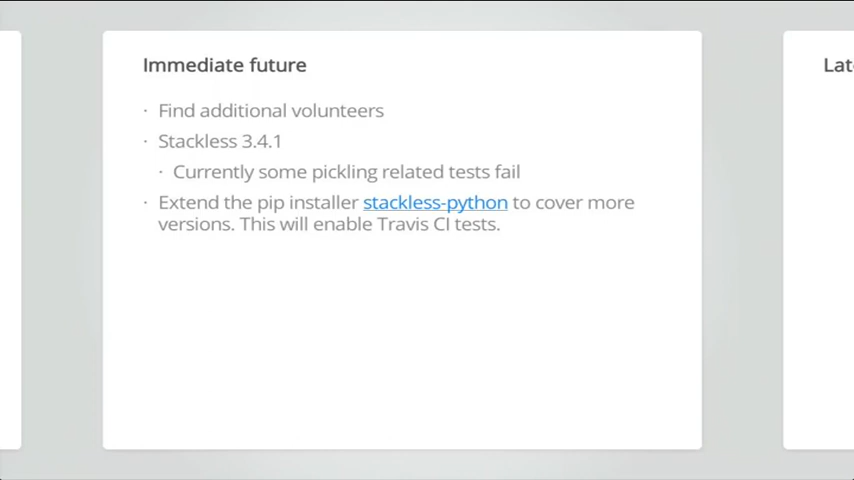 Immediate future
· Find additional volunteers
· Stackless 3.4.1
· Currently some pickling related tests fail
· Extend the pip installer stackless-python to cover more
versions. This will enable Travis CI tests.